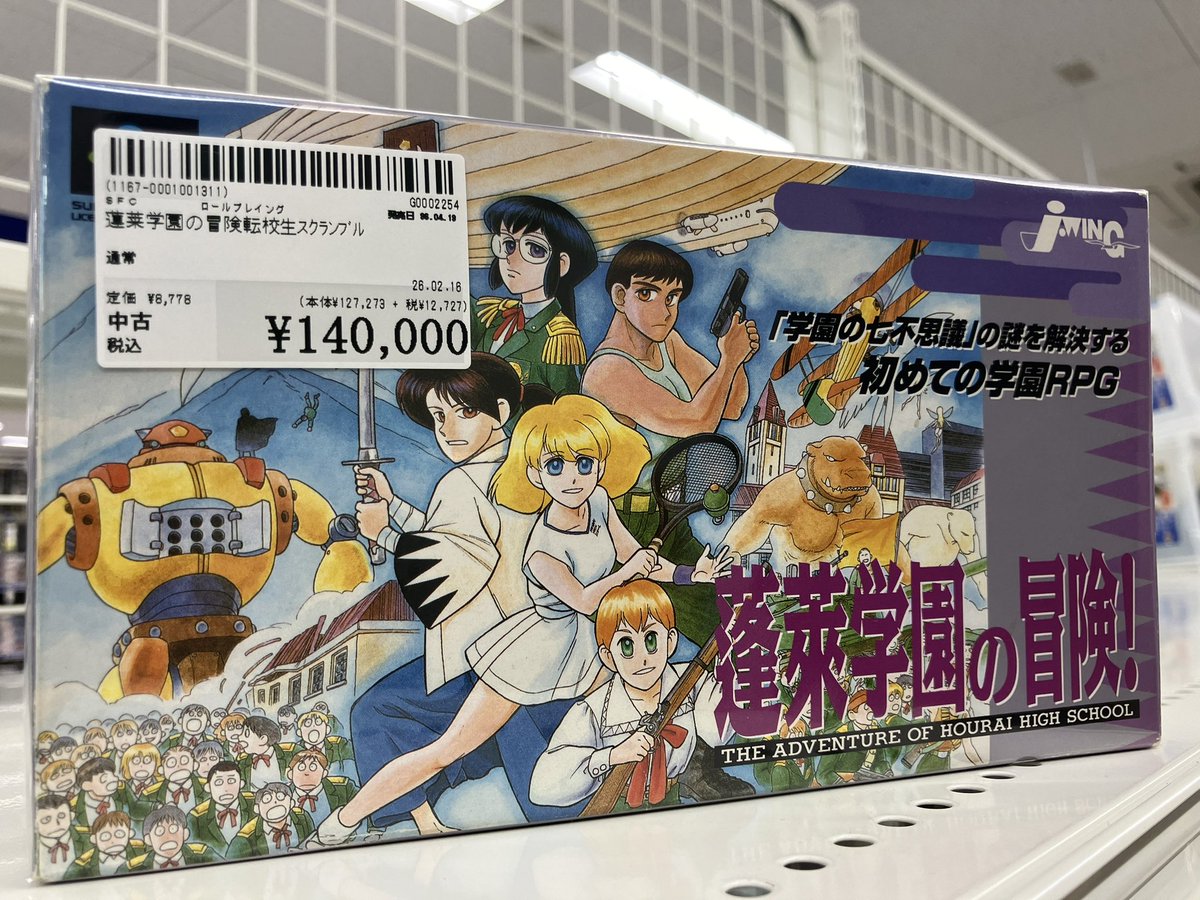 (1167-0001001311)
SFC ロールプレイング G0002254
蓬莱学園の冒険転校生スクランブル 発売日 96.04.19
通常
26.02.16
定価 ¥8,778 (本体¥127,273 + 税¥12,727)
中古
税込
¥140,000
J-WING
「学園の七不思議」の謎を解決する
初めての学園RPG
蓬莱学園の冒険!
THE ADVENTURE OF HOURAI HIGH SCHOOL